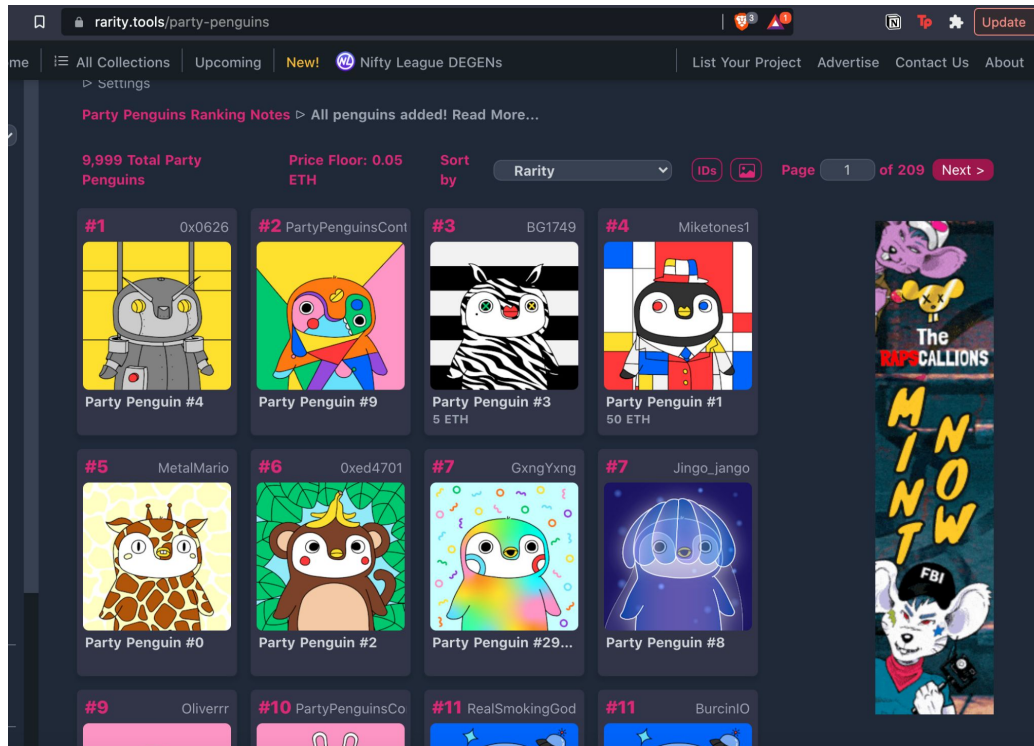 rarity.tools/party-penguins
3
1
Tp
Update
me
All Collections
Upcoming
New!
NL
Nifty League DEGENs
List Your Project
Advertise
Contact Us
About
▷ Settings
Party Penguins Ranking Notes ▷ All penguins added! Read More...
9,999 Total Party
Penguins
Price Floor: 0.05
ETH
Sort
by
Rarity
IDs
Page 1 of 209 Next >
#1 0x0626
Party Penguin #4
#2 PartyPenguinsCont
Party Penguin #9
#3 BG1749
Party Penguin #3
5 ETH
#4 Miketones1
Party Penguin #1
50 ETH
#5 MetalMario
Party Penguin #0
#6 0xed4701
Party Penguin #2
#7 GxngYxng
Party Penguin #29...
#7 Jingo_jango
Party Penguin #8
#9 Oliverrr
#10 PartyPenguinsCo
#11 RealSmokingGod
#11 BurcinIO
The
RAPSCALLIONS
MINT
NOW
FBI